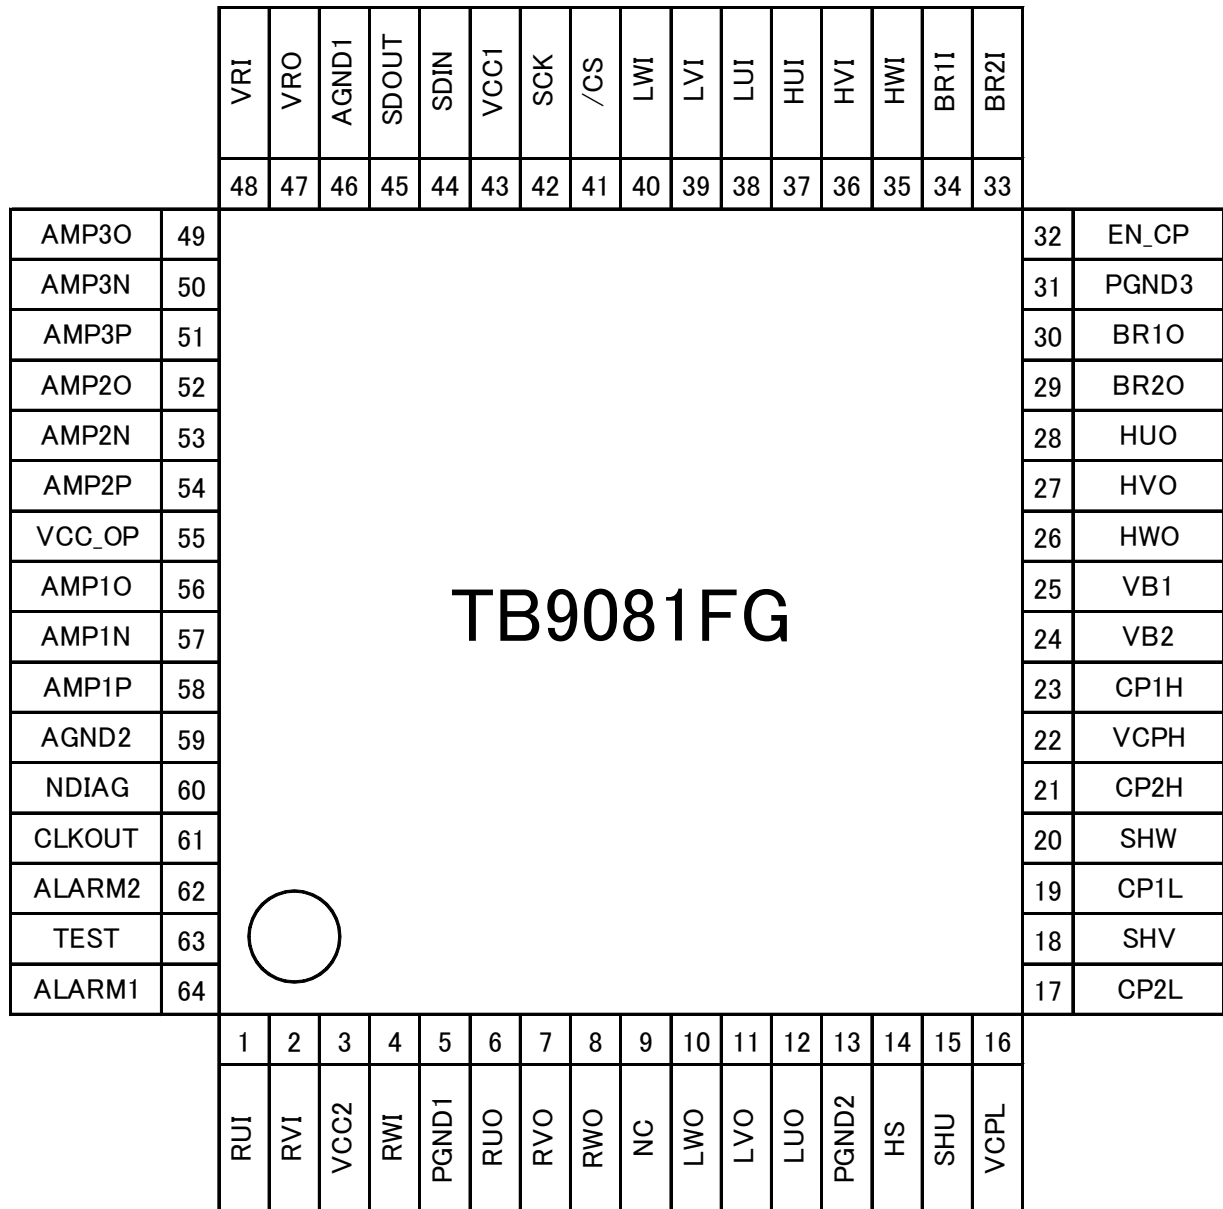 VRI VRO AGND1 SDOUT SDIN VCC1 SCK /CS LWI LVI LUI HUI HVI HWI BR1I BR2I
48 47 46 45 44 43 42 41 40 39 38 37 36 35 34 33
AMP3O 49 32 EN_CP
AMP3N 50 31 PGND3
AMP3P 51 30 BR1O
AMP2O 52 29 BR2O
AMP2N 53 28 HUO
AMP2P 54 27 HVO
VCC_OP 55 26 HWO
AMP1O 56 25 VB1
TB9081FG
AMP1N 57 24 VB2
AMP1P 58 23 CP1H
AGND2 59 22 VCPH
NDIAG 60 21 CP2H
CLKOUT 61 20 SHW
ALARM2 62 19 CP1L
TEST 63 18 SHV
ALARM1 64 17 CP2L
1 2 3 4 5 6 7 8 9 10 11 12 13 14 15 16
RUI RVI VCC2 RWI PGND1 RUO RVO RWO NC LWO LVO LUO PGND2 HS SHU VCPL